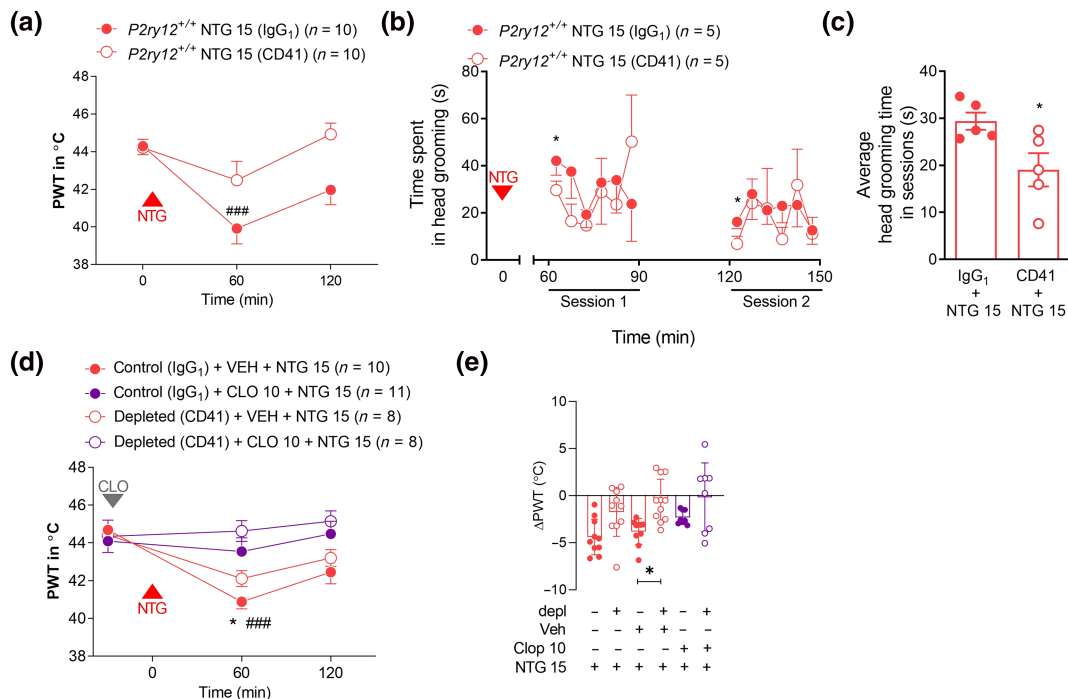 (a)
P2ry12+/+ NTG 15 (IgG1) (n = 10)
P2ry12+/+ NTG 15 (CD41) (n = 10)
PWT in °C
48
46
44
42
40
38
NTG
###
0
60
120
Time (min)
(b)
P2ry12+/+ NTG 15 (IgG1) (n = 5)
P2ry12+/+ NTG 15 (CD41) (n = 5)
Time spent
in head grooming (s)
80
60
40
20
0
NTG
*
*
0
60
90
120
150
Session 1
Session 2
Time (min)
(c)
Average
head grooming time
in sessions (s)
40
30
20
10
0
*
IgG1
+
NTG 15
CD41
+
NTG 15
(d)
Control (IgG1) + VEH + NTG 15 (n = 10)
Control (IgG1) + CLO 10 + NTG 15 (n = 11)
Depleted (CD41) + VEH + NTG 15 (n = 8)
Depleted (CD41) + CLO 10 + NTG 15 (n = 8)
PWT in °C
48
46
44
42
40
38
CLO
NTG
* ###
0
60
120
Time (min)
(e)
ΔPWT (°C)
10
5
0
−5
−10
*
depl − + − + − +
Veh − − + + − −
Clop 10 − − − − + +
NTG 15 + + + + + +